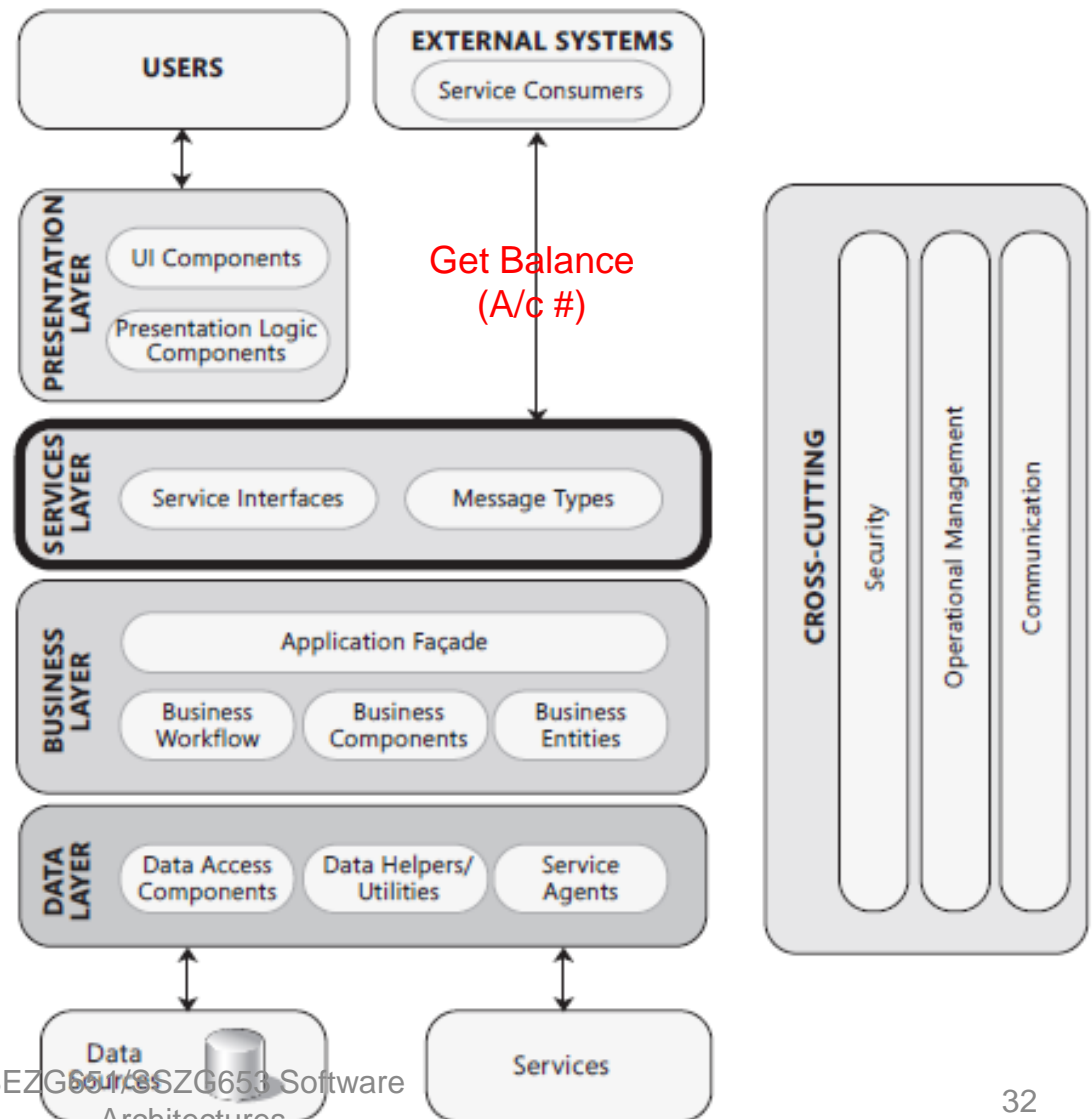 USERS
EXTERNAL SYSTEMS
Service Consumers
PRESENTATION
LAYER
UI Components
Presentation Logic
Components
Get Balance
(A/c #)
SERVICES
LAYER
Service Interfaces
Message Types
BUSINESS
LAYER
Application Façade
Business
Workflow
Business
Components
Business
Entities
DATA
LAYER
Data Access
Components
Data Helpers/
Utilities
Service
Agents
Data
Sources
Services
CROSS-CUTTING
Security
Operational Management
Communication
SSZG653 Software
Architectures
32